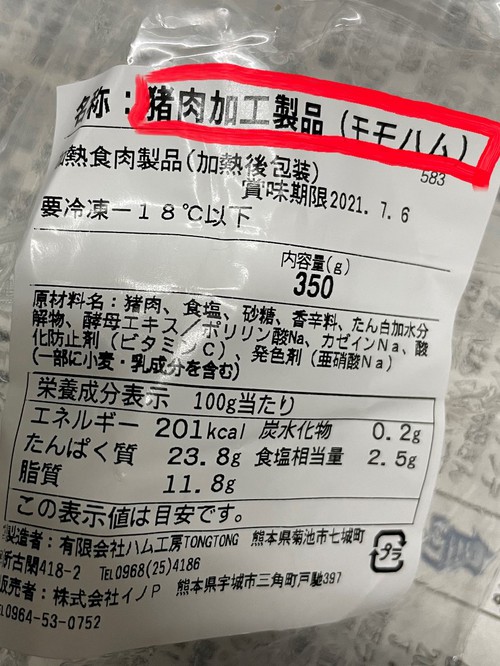 名称：猪肉加工製品（モモハム）
加熱食肉製品(加熱後包装)
583
賞味期限2021. 7. 6
要冷凍ー１８℃以下
内容量(g)
350
原材料名：猪肉、食塩、砂糖、香辛料、たん白加水分
解物、酵母エキス／ポリリン酸Na、カゼインNa、酸
化防止剤（ビタミンC）、発色剤（亜硝酸Na）
(一部に小麦・乳成分を含む)
栄養成分表示 100g当たり
エネルギー 201kcal 炭水化物 0.2g
たんぱく質 23.8g 食塩相当量 2.5g
脂質 11.8g
この表示値は目安です。
製造者：有限会社ハム工房TONGTONG 熊本県菊池市七城町
新古閑418-2 TEL0968(25)4186
販売者：株式会社イノP 熊本県宇城市三角町戸馳397
TEL0964-53-0752
プラ